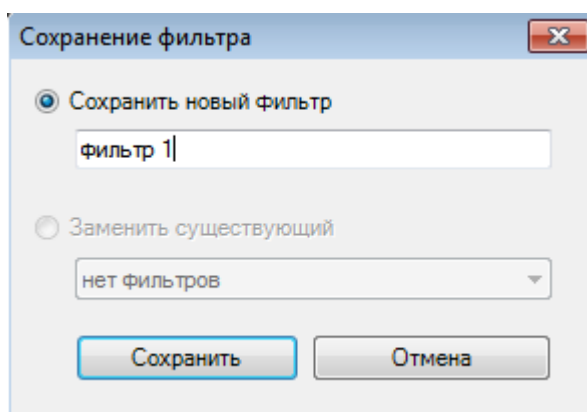 Сохранение фильтра
Сохранить новый фильтр
фильтр 1
Заменить существующий
нет фильтров
Сохранить
Отмена